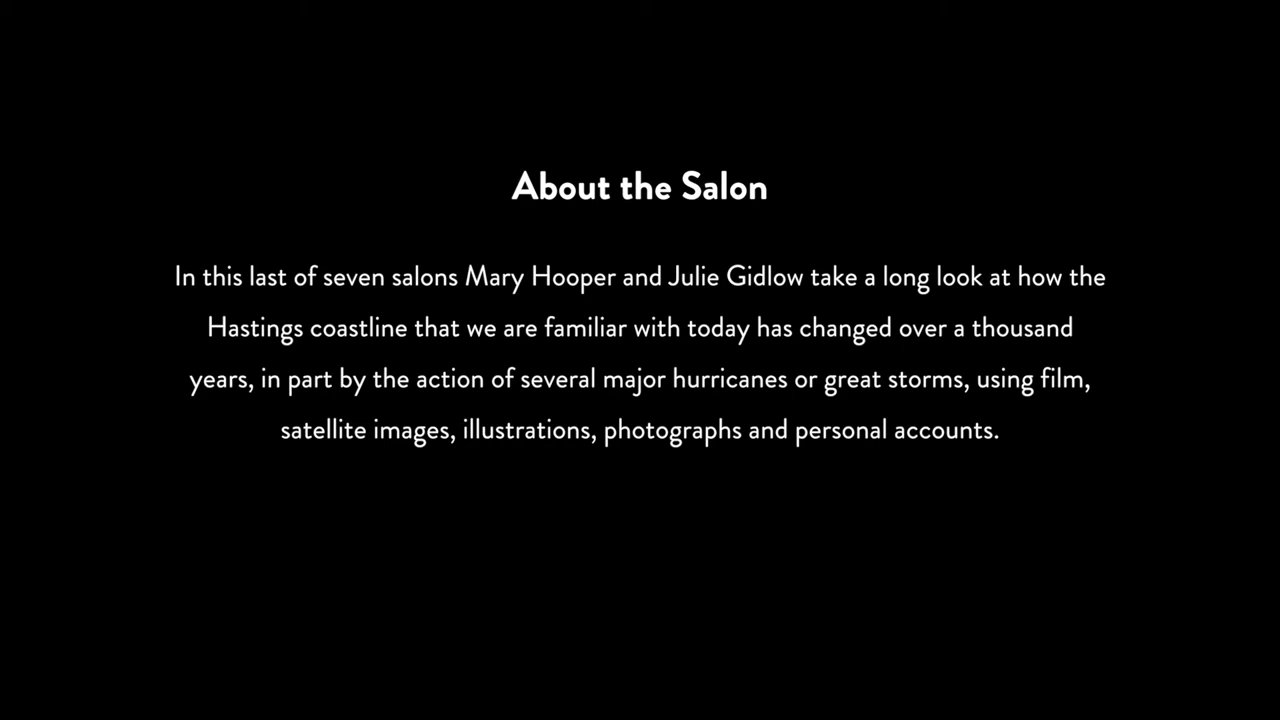 About the Salon
In this last of seven salons Mary Hooper and Julie Gidlow take a long look at how the
Hastings coastline that we are familiar with today has changed over a thousand
years, in part by the action of several major hurricanes or great storms, using film,
satellite images, illustrations, photographs and personal accounts.